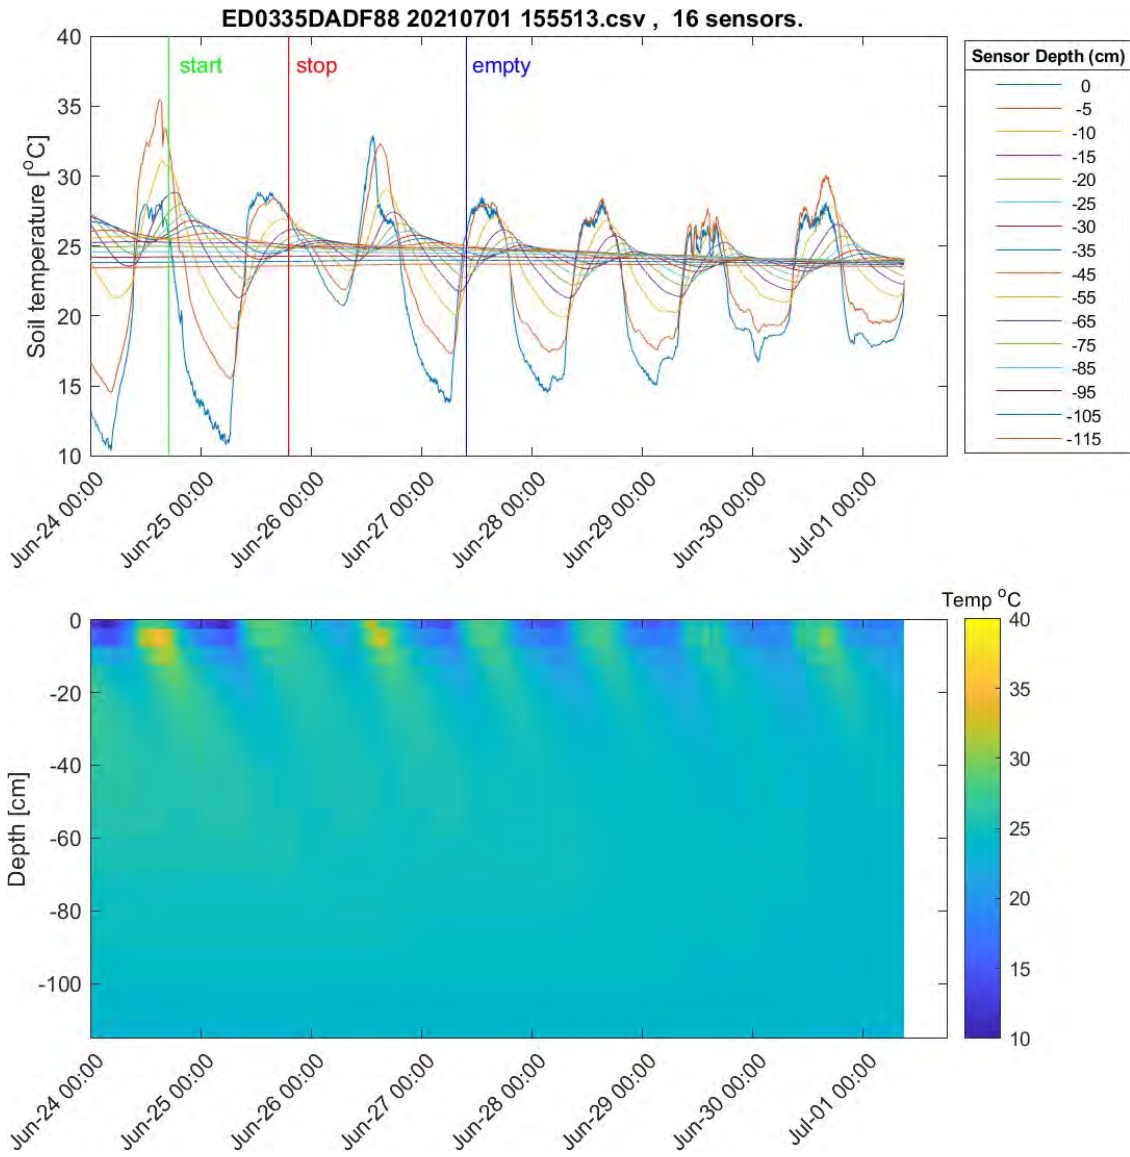 ED0335DADF88 20210701 155513.csv ,  16 sensors.
40
35
30
25
20
15
10
Soil temperature [°C]
start
stop
empty
Jun-24 00:00
Jun-25 00:00
Jun-26 00:00
Jun-27 00:00
Jun-28 00:00
Jun-29 00:00
Jun-30 00:00
Jul-01 00:00
Sensor Depth (cm)
0
-5
-10
-15
-20
-25
-30
-35
-45
-55
-65
-75
-85
-95
-105
-115
0
-20
-40
-60
-80
-100
Depth [cm]
Jun-24 00:00
Jun-25 00:00
Jun-26 00:00
Jun-27 00:00
Jun-28 00:00
Jun-29 00:00
Jun-30 00:00
Jul-01 00:00
Temp °C
40
35
30
25
20
15
10